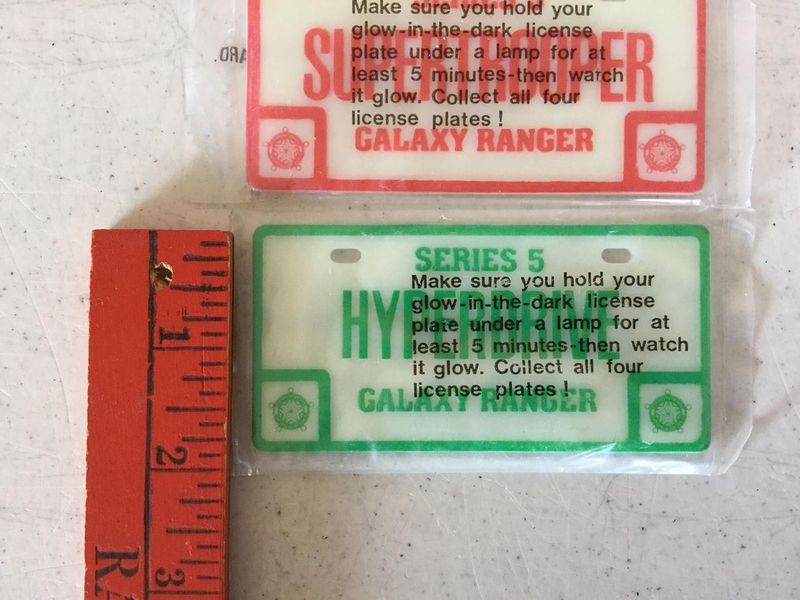 Make sure you hold your
glow-in-the-dark license
plate under a lamp for at
least 5 minutes-then watch
it glow. Collect all four
license plates!
SUPERTROOPER
GALAXY RANGER
SERIES 5
Make sure you hold your
glow-in-the-dark license
plate under a lamp for at
least 5 minutes-then watch
it glow. Collect all four
license plates!
HYPERDRIVE
GALAXY RANGER
1
2
3